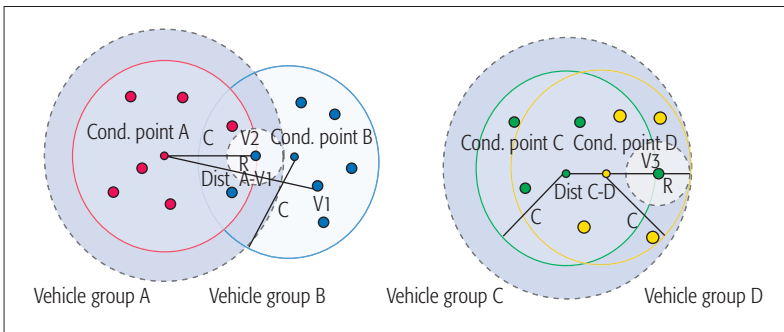 Cond. point A
C
V2
Cond. point B
R
Dist A-V1
V1
C
Vehicle group A
Vehicle group B
Cond. point C
Cond. point D
V3
R
Dist C-D
C
C
Vehicle group C
Vehicle group D